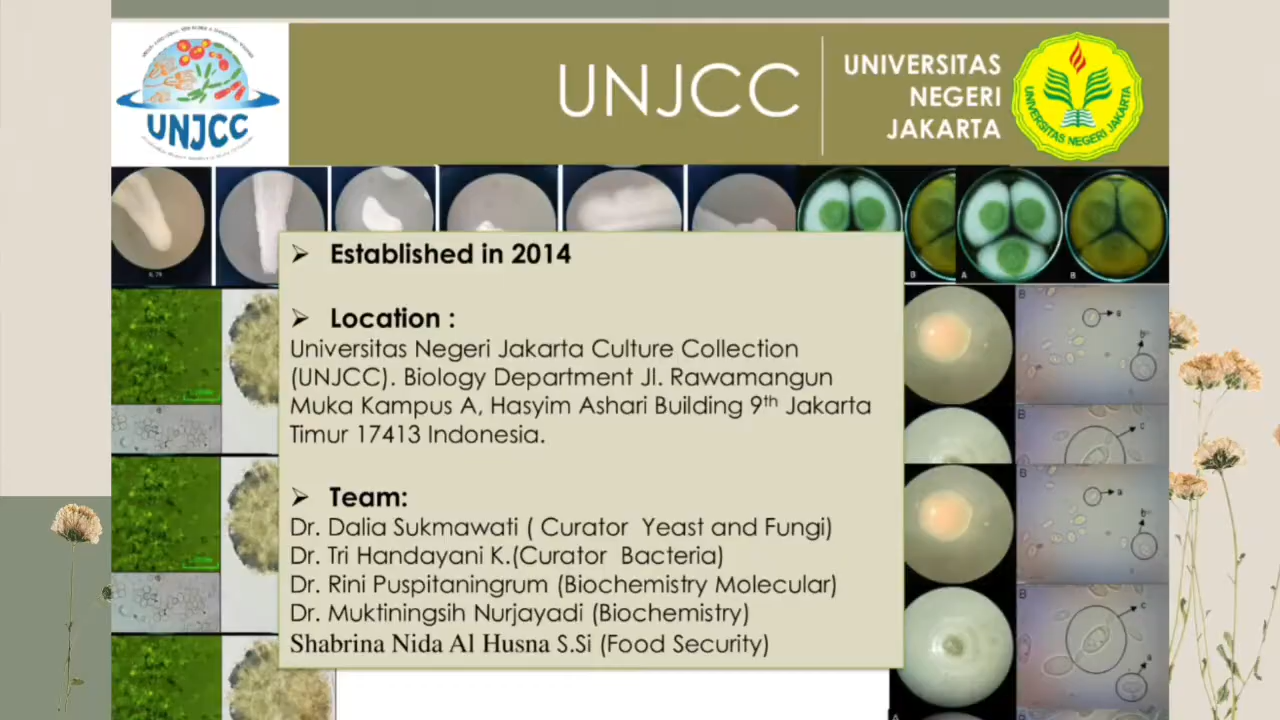 UNJCC
UNJCC
UNIVERSITAS
NEGERI
JAKARTA
UNIVERSITAS NEGERI JAKARTA
➢ Established in 2014
➢ Location :
Universitas Negeri Jakarta Culture Collection
(UNJCC). Biology Department Jl. Rawamangun
Muka Kampus A, Hasyim Ashari Building 9th Jakarta
Timur 17413 Indonesia.
➢ Team:
Dr. Dalia Sukmawati ( Curator Yeast and Fungi)
Dr. Tri Handayani K.(Curator Bacteria)
Dr. Rini Puspitaningrum (Biochemistry Molecular)
Dr. Muktiningsih Nurjayadi (Biochemistry)
Shabrina Nida Al Husna S.Si (Food Security)
B
A
B
B
a
B
c
B
a
B
c
a
A